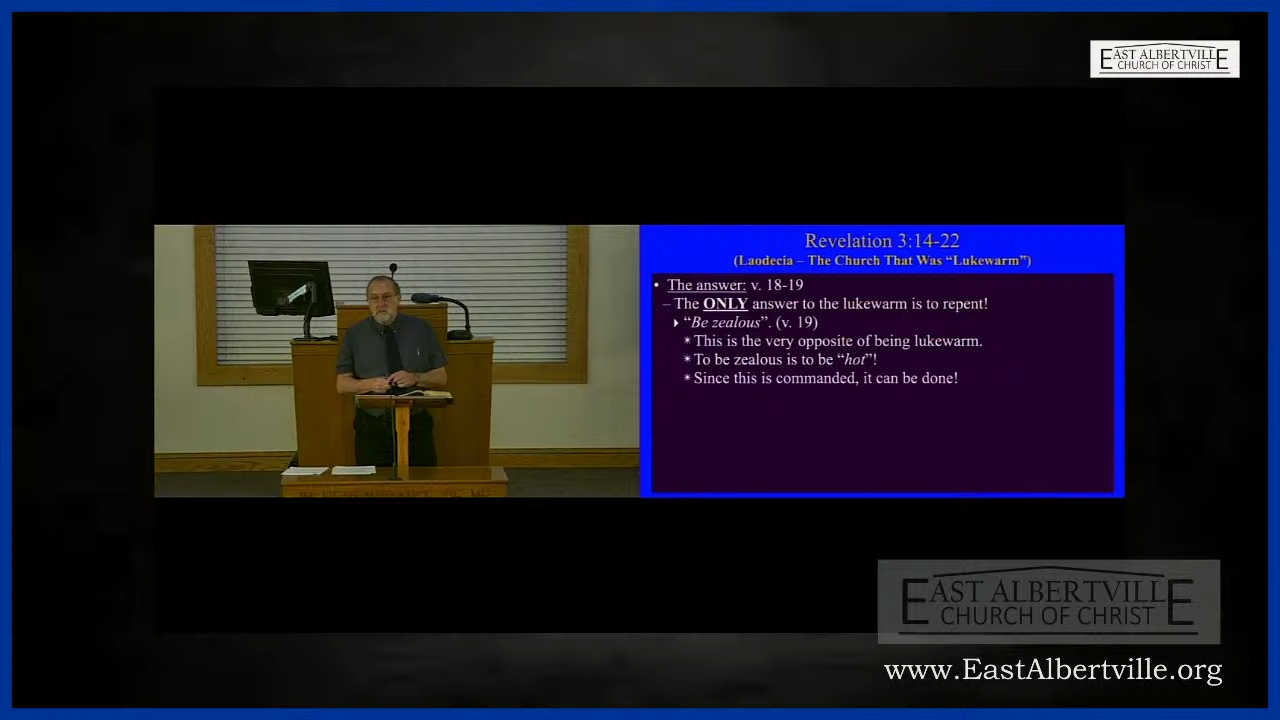 EAST ALBERTVILLE
CHURCH OF CHRIST
Revelation 3:14-22
(Laodecia – The Church That Was “Lukewarm”)
• The answer: v. 18-19
– The ONLY answer to the lukewarm is to repent!
“Be zealous”. (v. 19)
* This is the very opposite of being lukewarm.
* To be zealous is to be “hot”!
* Since this is commanded, it can be done!
EAST ALBERTVILLE
CHURCH OF CHRIST
www.EastAlbertville.org